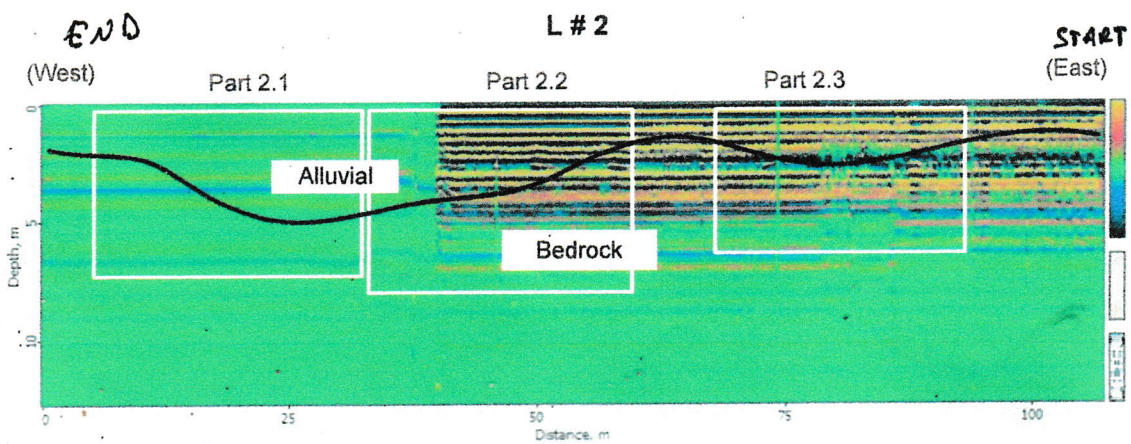 END
L # 2
START
(West)
(East)
Part 2.1
Part 2.2
Part 2.3
Alluvial
Bedrock
Depth, m
0
5
10
0
25
50
75
100
Distance, m